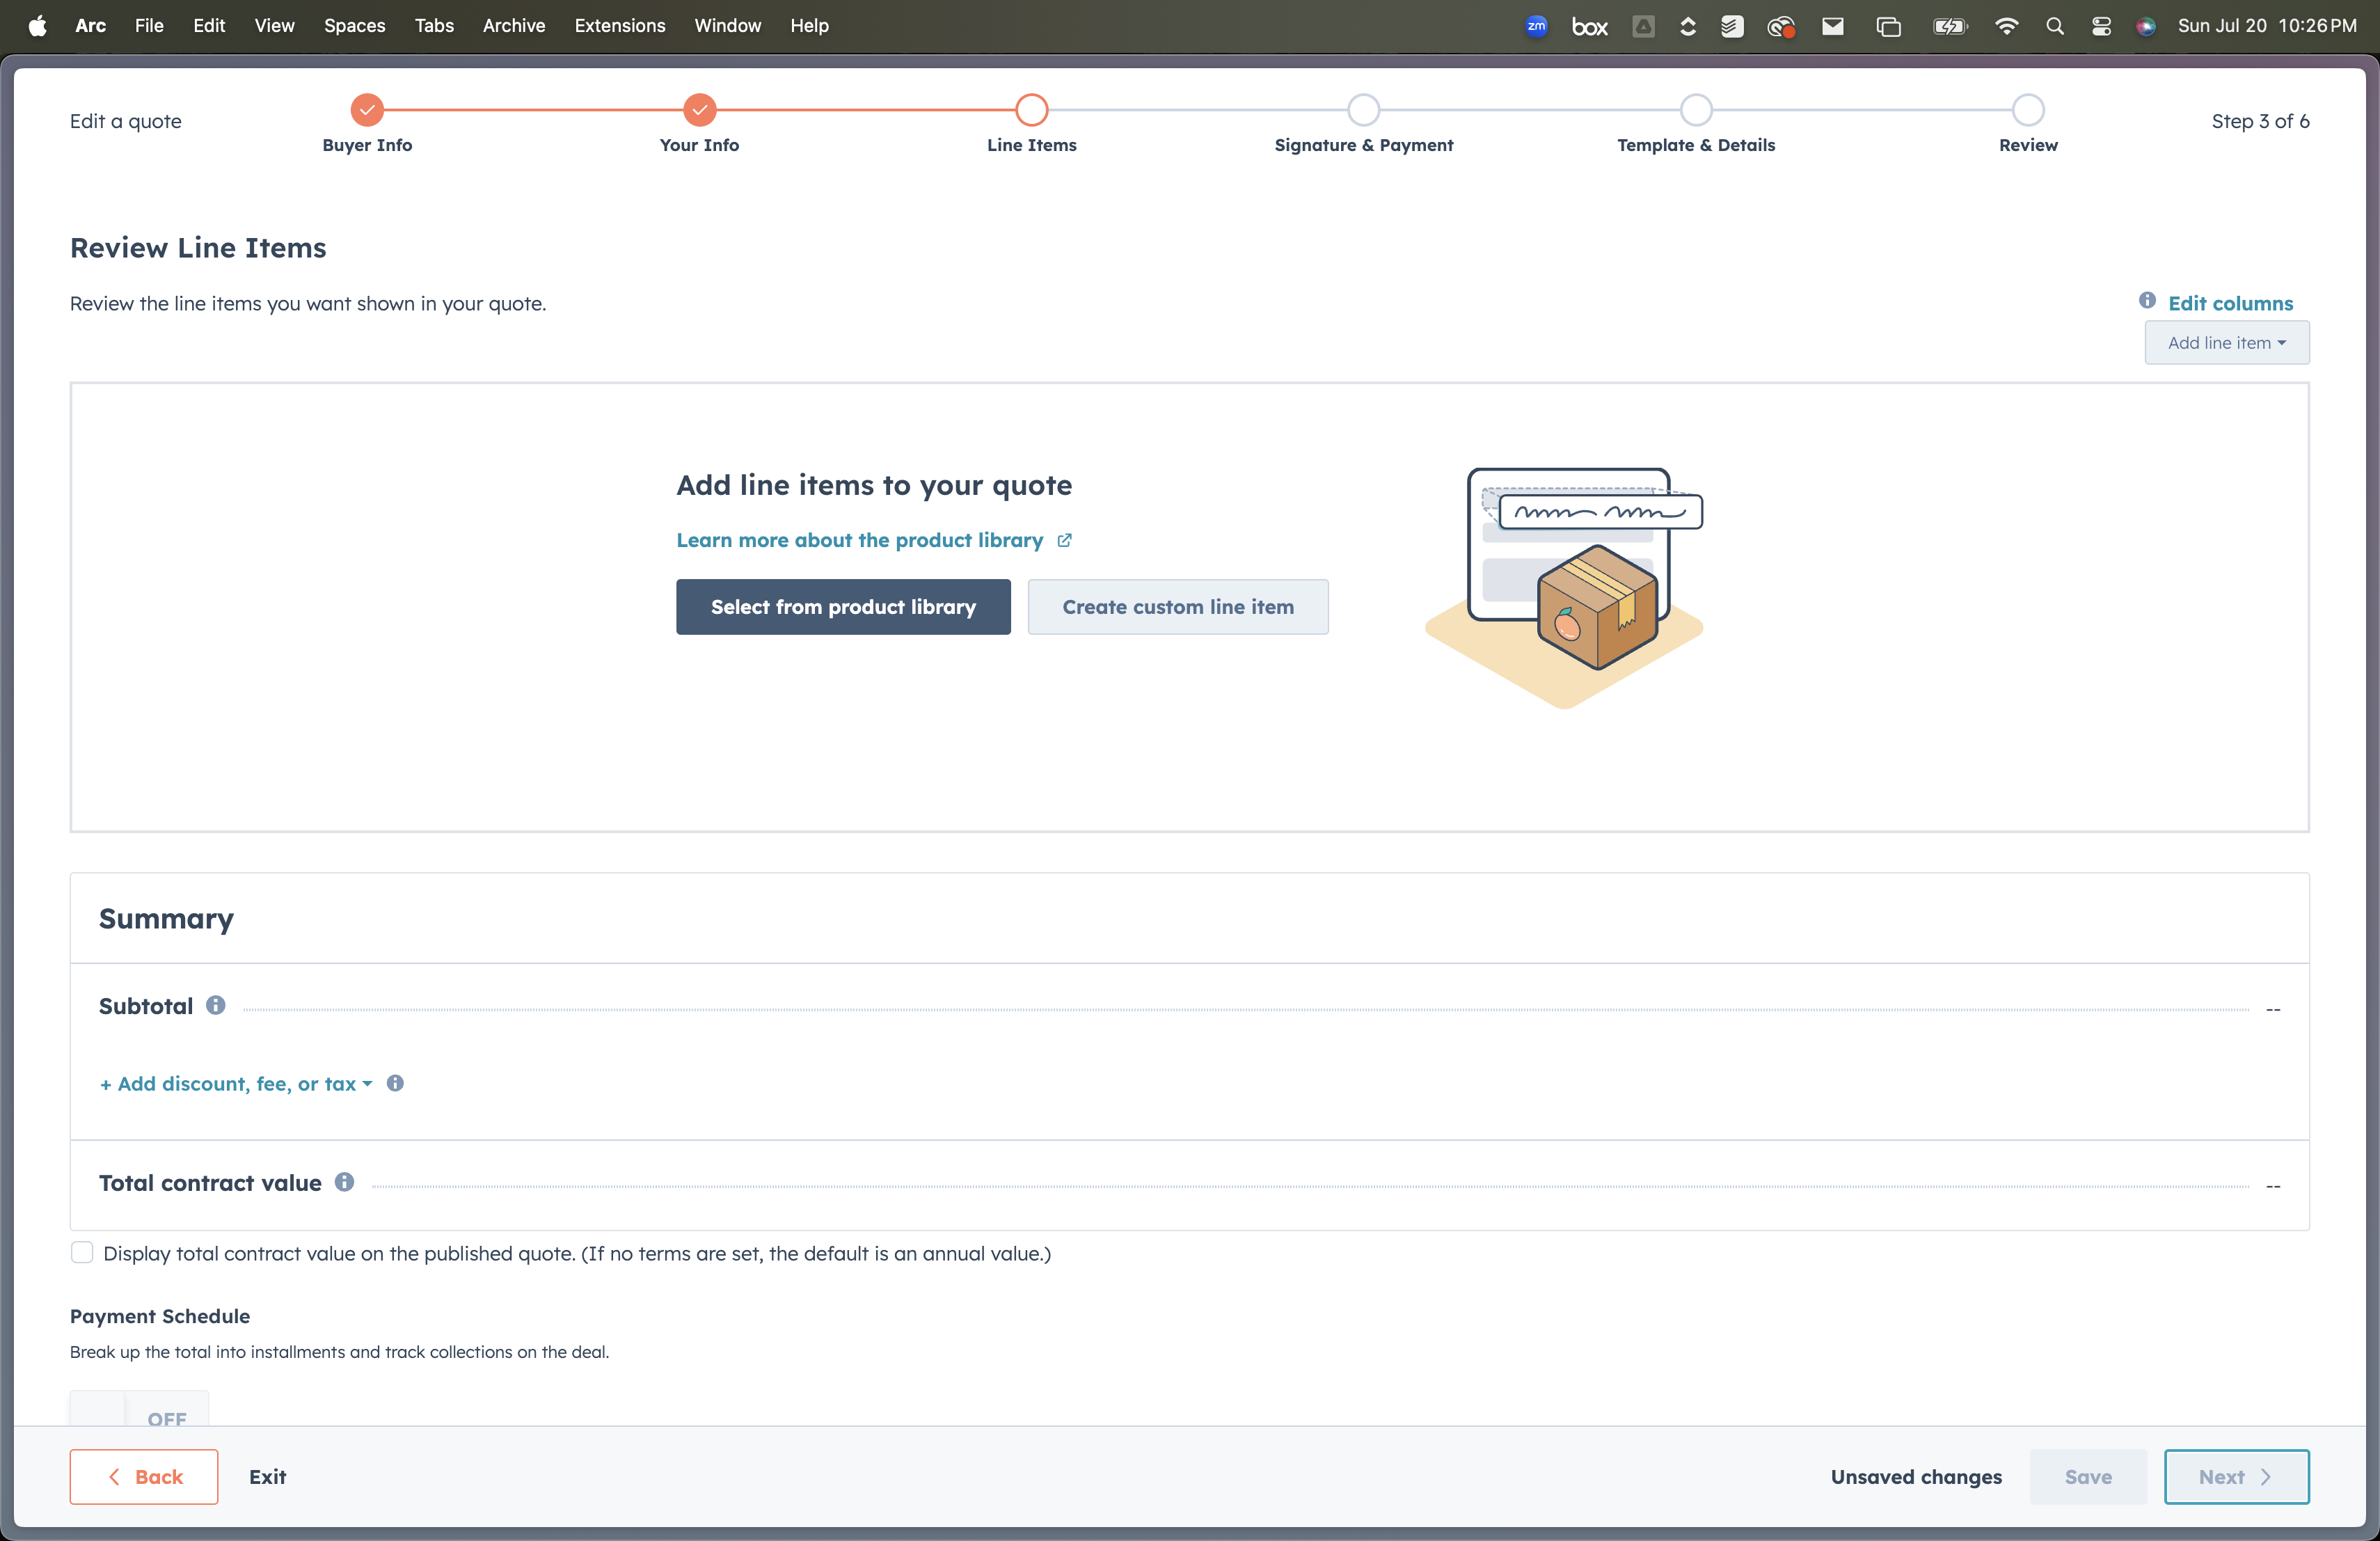 Arc File Edit View Spaces Tabs Archive Extensions Window Help zm box Sun Jul 20 10:26 PM
Edit a quote
Buyer Info
Your Info
Line Items
Signature & Payment
Template & Details
Review
Step 3 of 6
Review Line Items
Review the line items you want shown in your quote.
Edit columns
Add line item
Add line items to your quote
Learn more about the product library
Select from product library
Create custom line item
Summary
Subtotal --
+ Add discount, fee, or tax
Total contract value --
Display total contract value on the published quote. (If no terms are set, the default is an annual value.)
Payment Schedule
Break up the total into installments and track collections on the deal.
OFF
Back Exit Unsaved changes Save Next